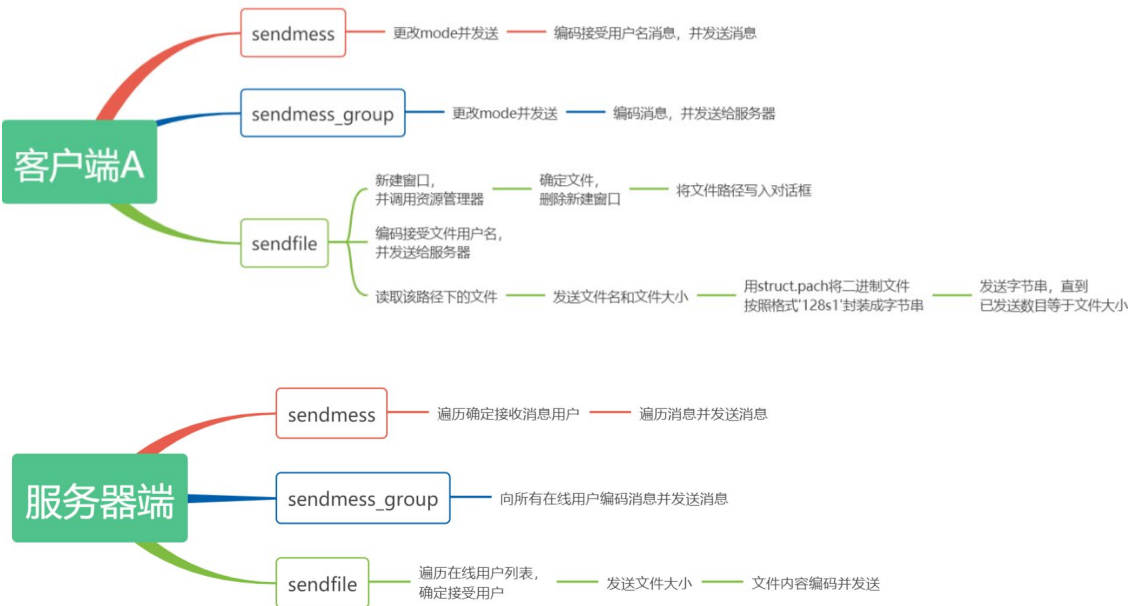 客户端A
sendmess
更改mode并发送
编码接受用户名消息，并发送消息
sendmess_group
更改mode并发送
编码消息，并发送给服务器
sendfile
新建窗口，
并调用资源管理器
确定文件，
删除新建窗口
将文件路径写入对话框
编码接受文件用户名，
并发送给服务器
读取该路径下的文件
发送文件名和文件大小
用struct.pach将二进制文件
按照格式'128s1'封装成字节串
发送字节串，直到
已发送数目等于文件大小
服务器端
sendmess
遍历确定接收消息用户
遍历消息并发送消息
sendmess_group
向所有在线用户编码消息并发送消息
sendfile
遍历在线用户列表，
确定接受用户
发送文件大小
文件内容编码并发送